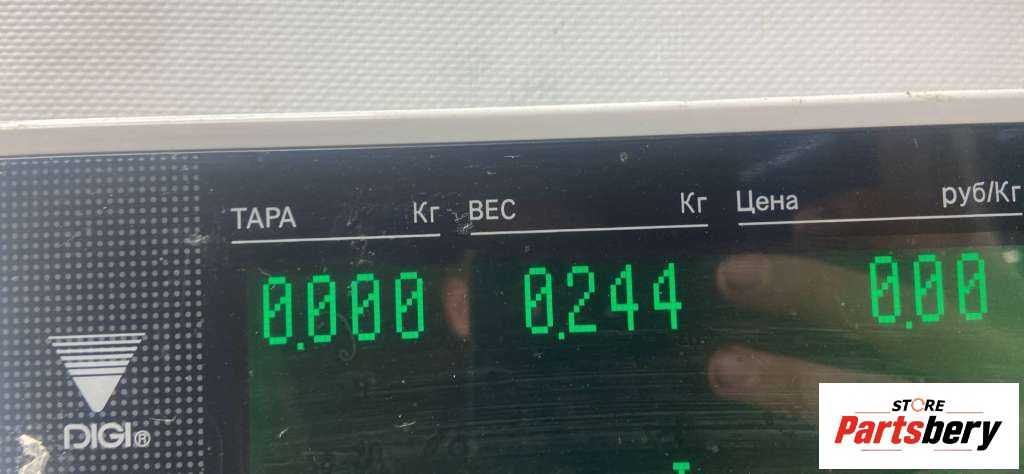 ТАРА Кг ВЕС Кг Цена руб/Кг
0.000 0.244 0.00
DIGI®
STORE
Partsbery